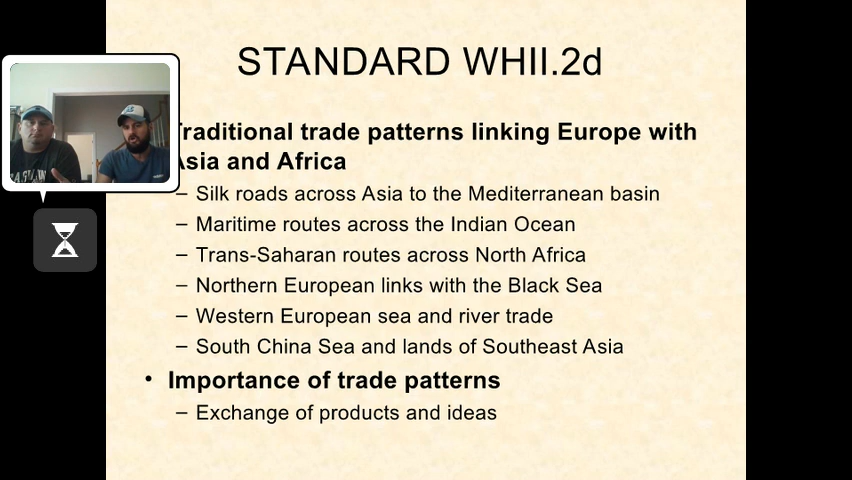 STANDARD WHII.2d
Traditional trade patterns linking Europe with
Asia and Africa
– Silk roads across Asia to the Mediterranean basin
– Maritime routes across the Indian Ocean
– Trans-Saharan routes across North Africa
– Northern European links with the Black Sea
– Western European sea and river trade
– South China Sea and lands of Southeast Asia
• Importance of trade patterns
– Exchange of products and ideas